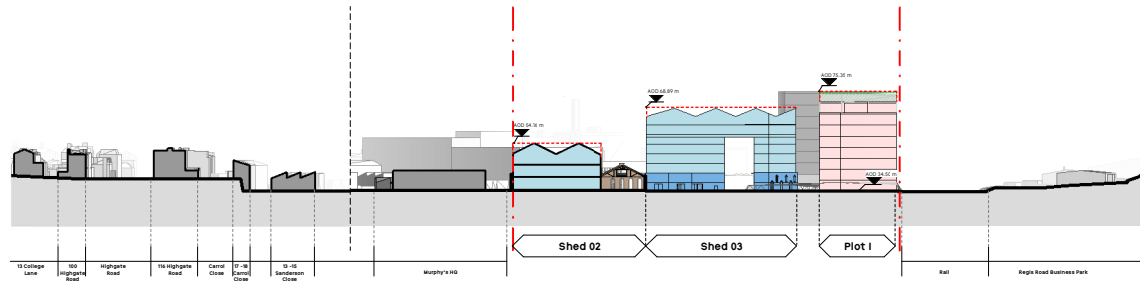 AOD 75.35 m
AOD 68.89 m
AOD 54.16 m
AOD 34.50 m
Shed 02
Shed 03
Plot I
13 College
Lane
100
Highgate
Road
Highgate
Road
116 Highgate
Road
Carrol
Close
17 -18
Carrol
Close
13 -15
Sanderson
Close
Murphy's HQ
Rail
Regis Road Business Park